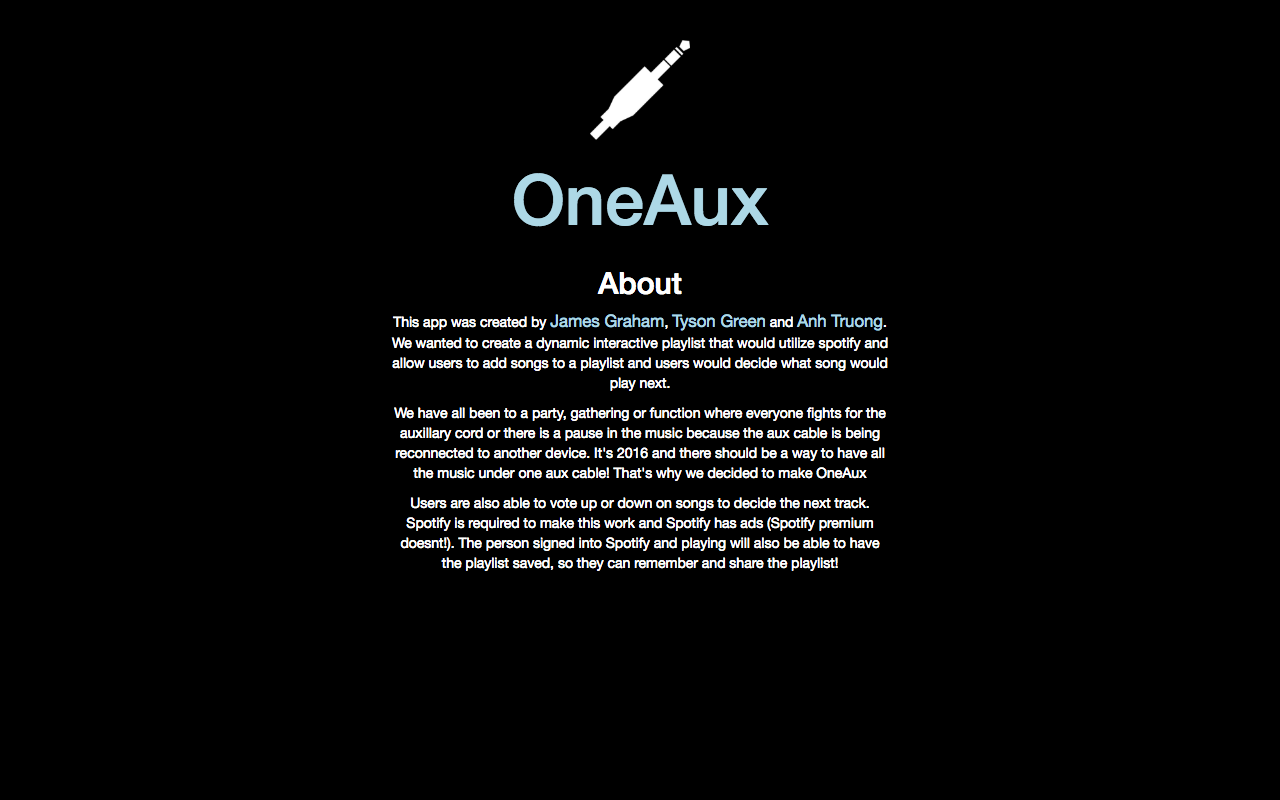 OneAux
About
This app was created by James Graham, Tyson Green and Anh Truong.
We wanted to create a dynamic interactive playlist that would utilize spotify and
allow users to add songs to a playlist and users would decide what song would
play next.
We have all been to a party, gathering or function where everyone fights for the
auxillary cord or there is a pause in the music because the aux cable is being
reconnected to another device. It's 2016 and there should be a way to have all
the music under one aux cable! That's why we decided to make OneAux
Users are also able to vote up or down on songs to decide the next track.
Spotify is required to make this work and Spotify has ads (Spotify premium
doesnt!). The person signed into Spotify and playing will also be able to have
the playlist saved, so they can remember and share the playlist!